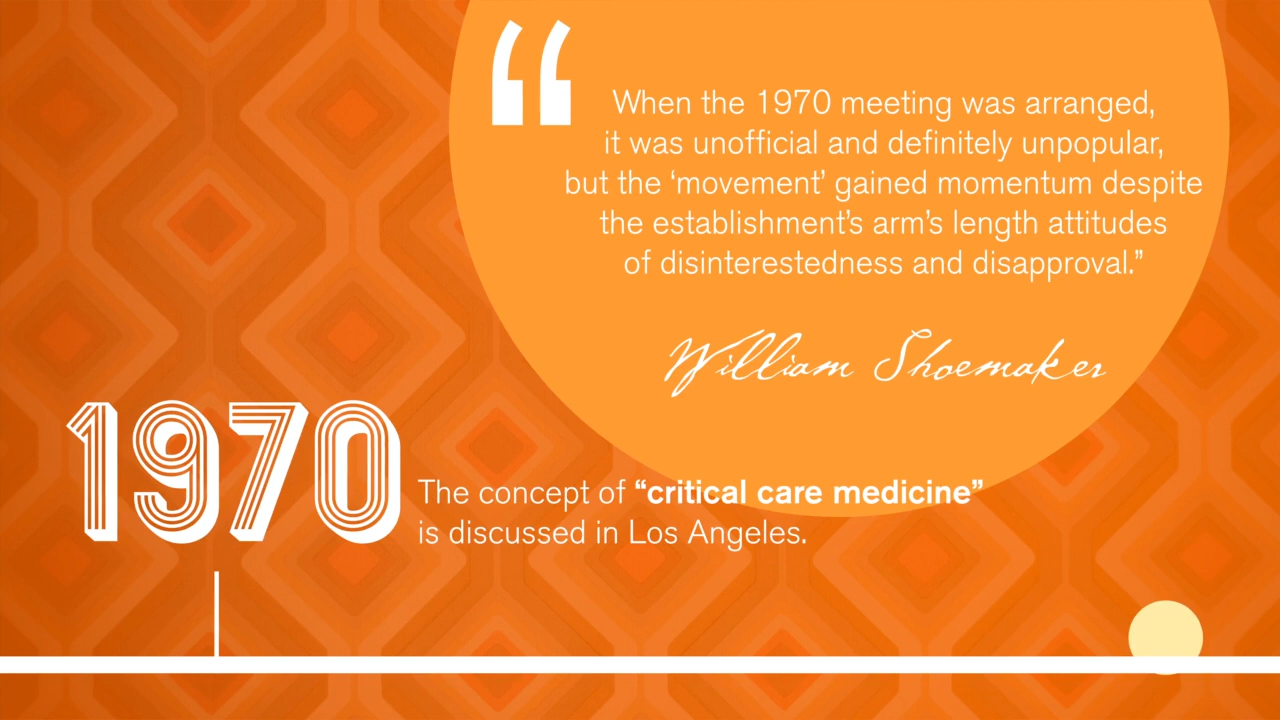 “
When the 1970 meeting was arranged,
it was unofficial and definitely unpopular,
but the ‘movement’ gained momentum despite
the establishment’s arm’s length attitudes
of disinterestedness and disapproval.”
William Shoemaker
1970
The concept of “critical care medicine”
is discussed in Los Angeles.